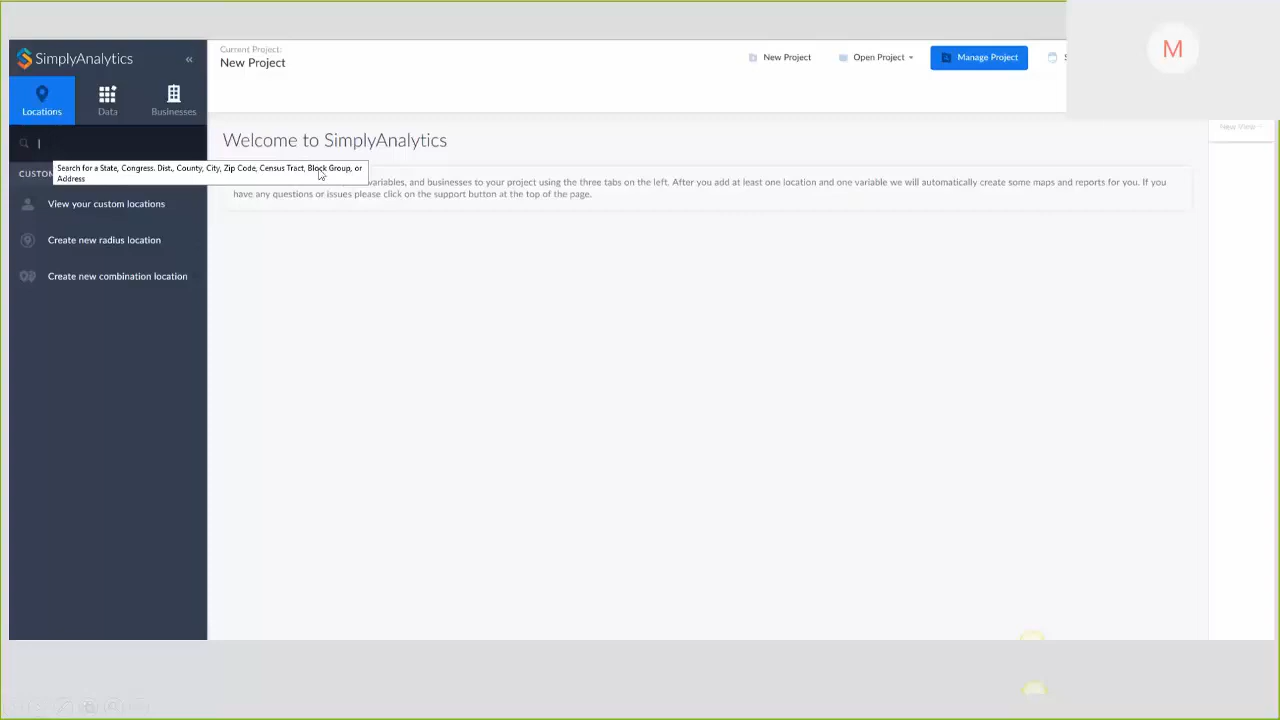 SimplyAnalytics
«
Current Project:
New Project
New Project
Open Project
Manage Project
M
Locations
Data
Businesses
New View
Welcome to SimplyAnalytics
Search for a State, Congress. Dist., County, City, Zip Code, Census Tract, Block Group, or
Address
CUSTOM
variables, and businesses to your project using the three tabs on the left. After you add at least one location and one variable we will automatically create some maps and reports for you. If you
have any questions or issues please click on the support button at the top of the page.
View your custom locations
Create new radius location
Create new combination location